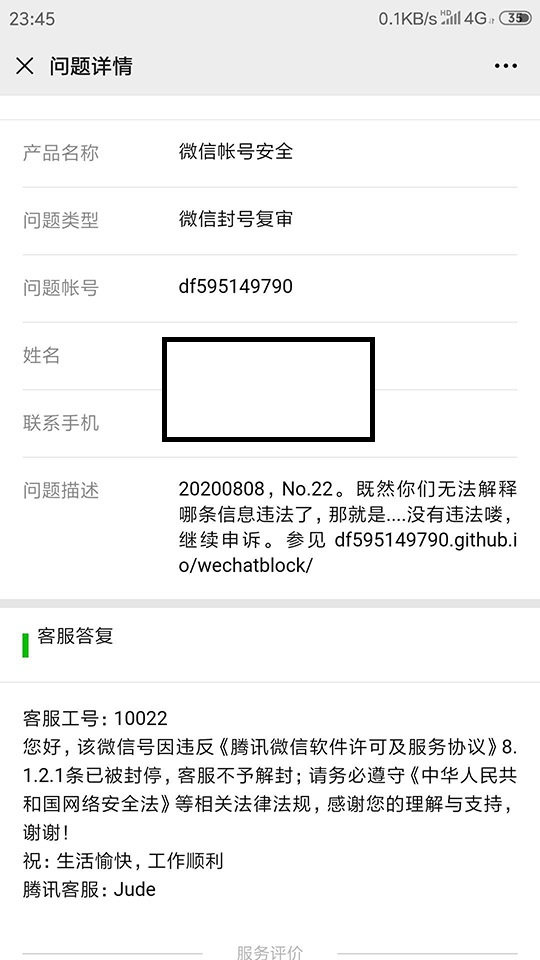 23:45 0.1KB/s HD 4G 35
问题详情
产品名称 微信帐号安全
问题类型 微信封号复审
问题帐号 df595149790
姓名
联系手机
问题描述 20200808，No.22。既然你们无法解释
哪条信息违法了，那就是....没有违法喽，
继续申诉。参见 df595149790.github.i
o/wechatblock/
客服答复
客服工号: 10022
您好，该微信号因违反《腾讯微信软件许可及服务协议》8.
1.2.1条已被封停，客服不予解封；请务必遵守《中华人民共
和国网络安全法》等相关法律法规，感谢您的理解与支持，
谢谢！
祝: 生活愉快，工作顺利
腾讯客服: Jude
服务评价